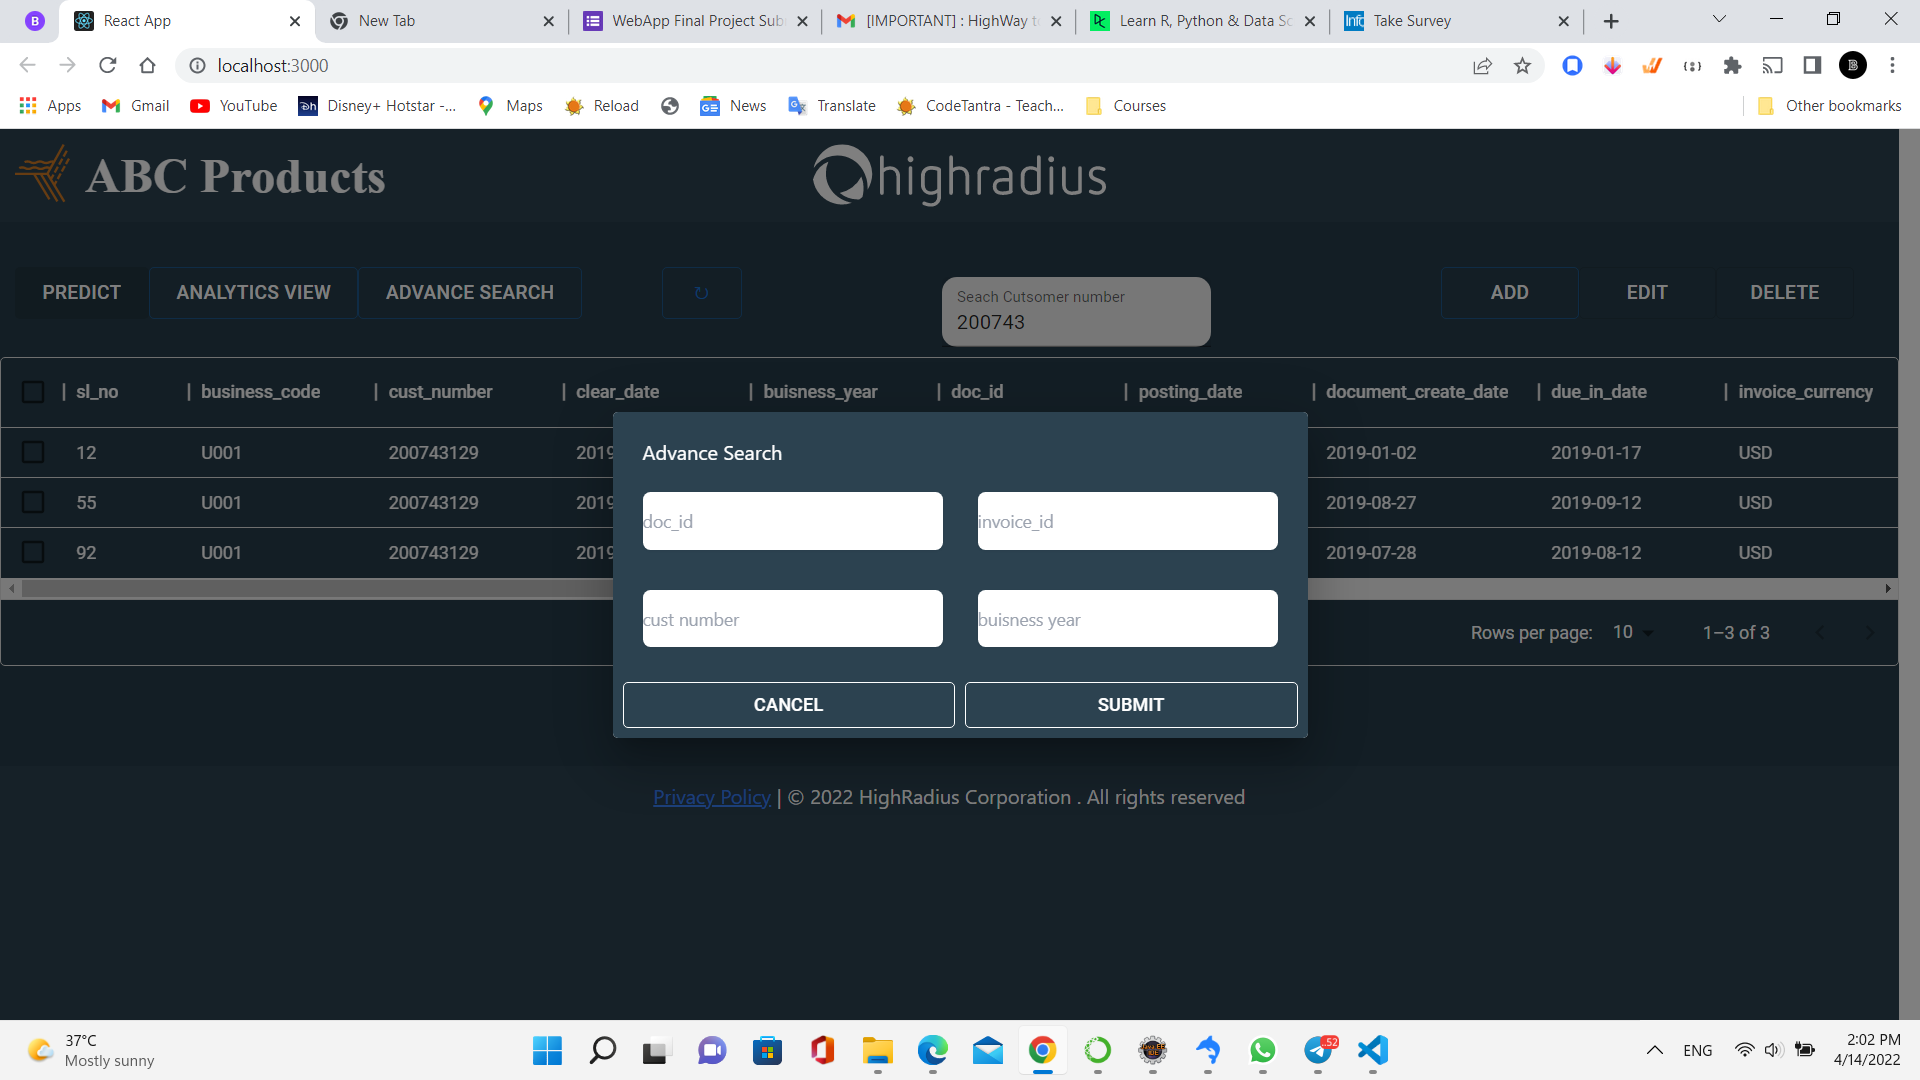 B React App New Tab WebApp Final Project Sub [IMPORTANT] : HighWay to Learn R, Python & Data Sc Info Take Survey
localhost:3000 B
Apps Gmail YouTube Disney+ Hotstar -... Maps Reload News Translate CodeTantra - Teach... Courses Other bookmarks
ABC Products highradius
PREDICT ANALYTICS VIEW ADVANCE SEARCH ↻ ADD EDIT DELETE
Seach Cutsomer number
200743
sl_no business_code cust_number clear_date buisness_year doc_id posting_date document_create_date due_in_date invoice_currency
12 U001 200743129 2019 2019-01-02 2019-01-17 USD
55 U001 200743129 2019 2019-08-27 2019-09-12 USD
92 U001 200743129 2019 2019-07-28 2019-08-12 USD
Advance Search
doc_id invoice_id
cust number buisness year
CANCEL SUBMIT
Rows per page: 10 1–3 of 3
Privacy Policy | © 2022 HighRadius Corporation . All rights reserved
37°C
Mostly sunny
52
ENG
2:02 PM
4/14/2022